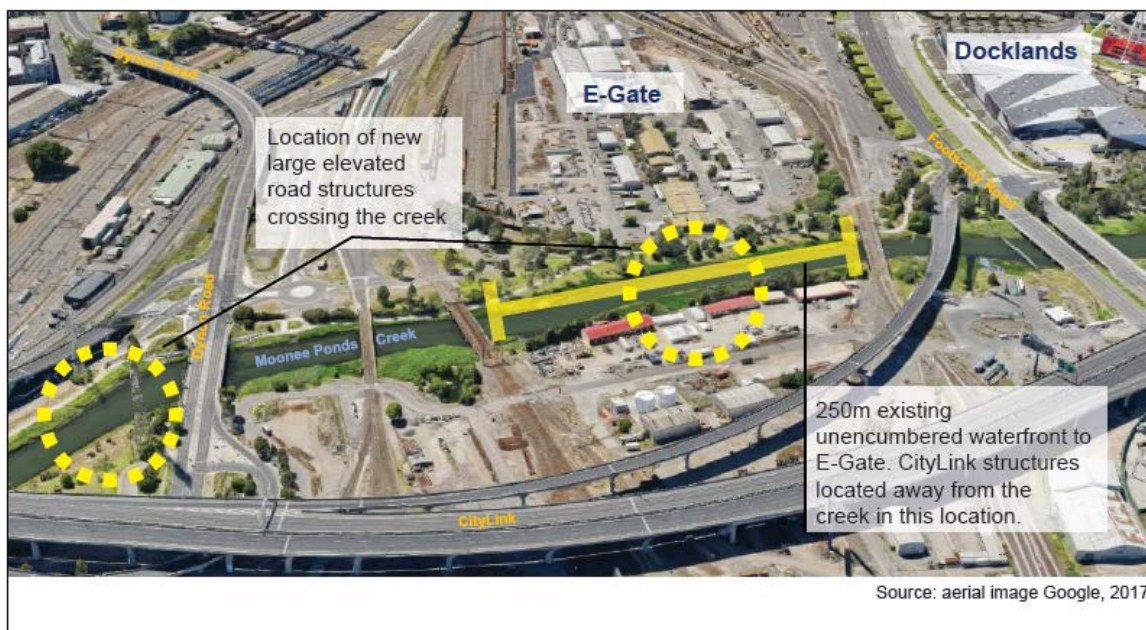 Docklands
Dynon Road
E-Gate
Location of new
large elevated
road structures
crossing the creek
Footscray Road
Dynon Road
Moonee Ponds Creek
250m existing
unencumbered waterfront to
E-Gate. CityLink structures
located away from the
creek in this location.
CityLink
Source: aerial image Google, 2017